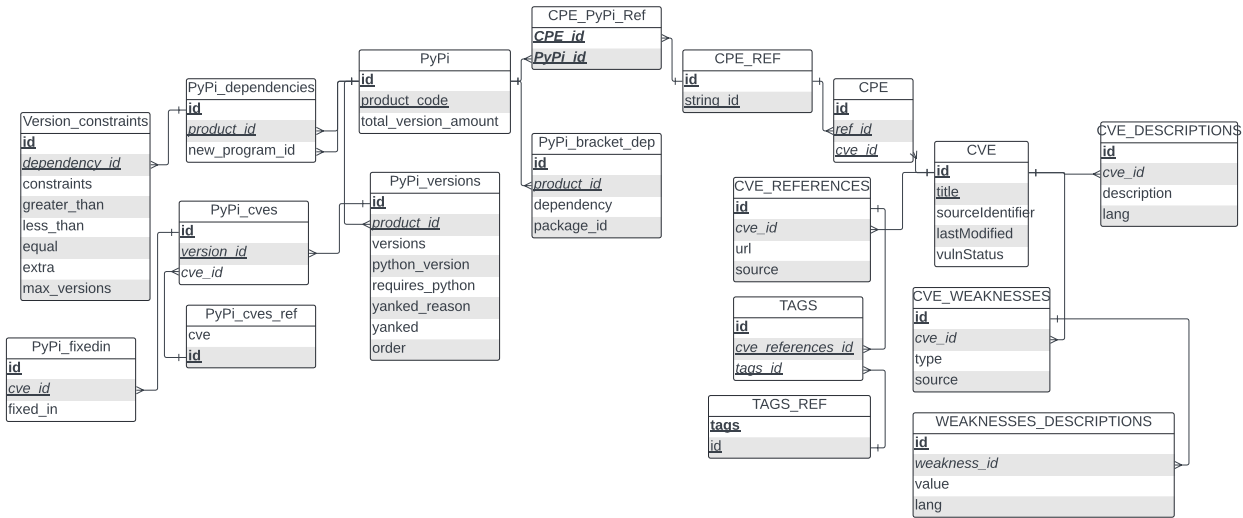 CPE_PyPi_Ref
CPE_id
PyPi_id
PyPi
id
product_code
total_version_amount
CPE_REF
id
string_id
PyPi_dependencies
id
product_id
new_program_id
CPE
id
ref_id
cve_id
Version_constraints
id
dependency_id
constraints
greater_than
less_than
equal
extra
max_versions
PyPi_bracket_dep
id
product_id
dependency
package_id
CVE_DESCRIPTIONS
id
cve_id
description
lang
CVE
id
title
sourceIdentifier
lastModified
vulnStatus
PyPi_versions
id
product_id
versions
python_version
requires_python
yanked_reason
yanked
order
CVE_REFERENCES
id
cve_id
url
source
PyPi_cves
id
version_id
cve_id
PyPi_cves_ref
cve
id
TAGS
id
cve_references_id
tags_id
CVE_WEAKNESSES
id
cve_id
type
source
PyPi_fixedin
id
cve_id
fixed_in
TAGS_REF
tags
id
WEAKNESSES_DESCRIPTIONS
id
weakness_id
value
lang